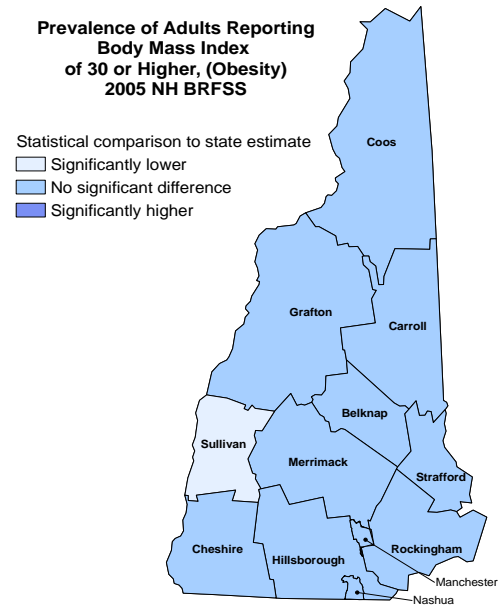 Prevalence of Adults Reporting
Body Mass Index
of 30 or Higher, (Obesity)
2005 NH BRFSS
Statistical comparison to state estimate
Significantly lower
No significant difference
Significantly higher
Coos
Grafton
Carroll
Belknap
Sullivan
Merrimack
Strafford
Cheshire
Hillsborough
Rockingham
Manchester
Nashua